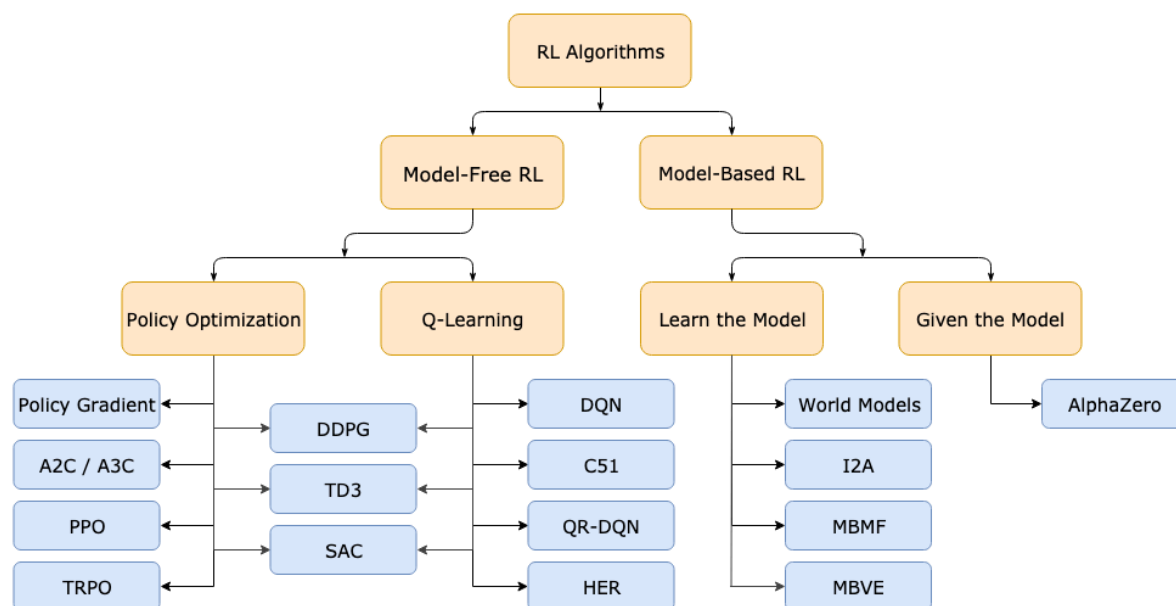 RL Algorithms
Model-Free RL
Model-Based RL
Policy Optimization
Q-Learning
Learn the Model
Given the Model
Policy Gradient
DDPG
DQN
World Models
AlphaZero
A2C / A3C
TD3
C51
I2A
PPO
SAC
QR-DQN
MBMF
TRPO
HER
MBVE